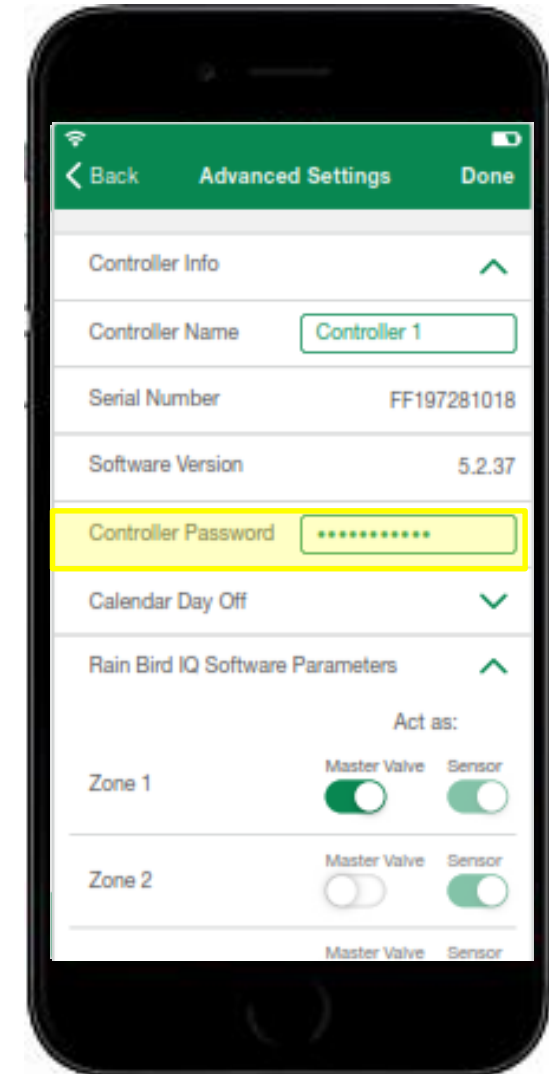 Back Advanced Settings Done
Controller Info
Controller Name Controller 1
Serial Number FF197281018
Software Version 5.2.37
Controller Password •••••••••••
Calendar Day Off
Rain Bird IQ Software Parameters
Act as:
Master Valve Sensor
Zone 1
Master Valve Sensor
Zone 2
Master Valve Sensor